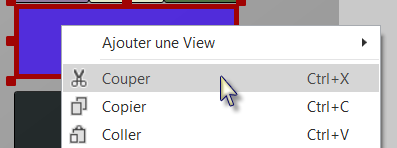 Ajouter une View
Couper Ctrl+X
Copier Ctrl+C
Coller Ctrl+V